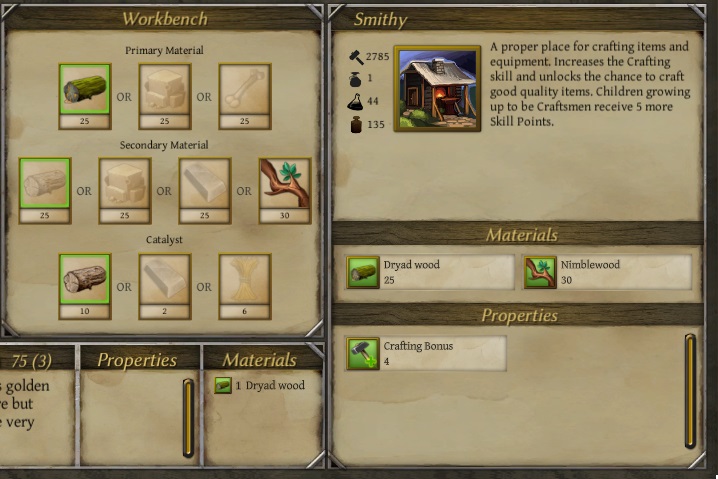 Workbench
Primary Material
OR OR
25 25 25
Secondary Material
OR OR OR
25 25 25 30
Catalyst
OR OR
10 2 6
75 (3)
s golden
e but
e very
Properties
Materials
1 Dryad wood
Smithy
2785
1
44
135
A proper place for crafting items and
equipment. Increases the Crafting
skill and unlocks the chance to craft
good quality items. Children growing
up to be Craftsmen receive 5 more
Skill Points.
Materials
Dryad wood
25
Nimblewood
30
Properties
Crafting Bonus
4